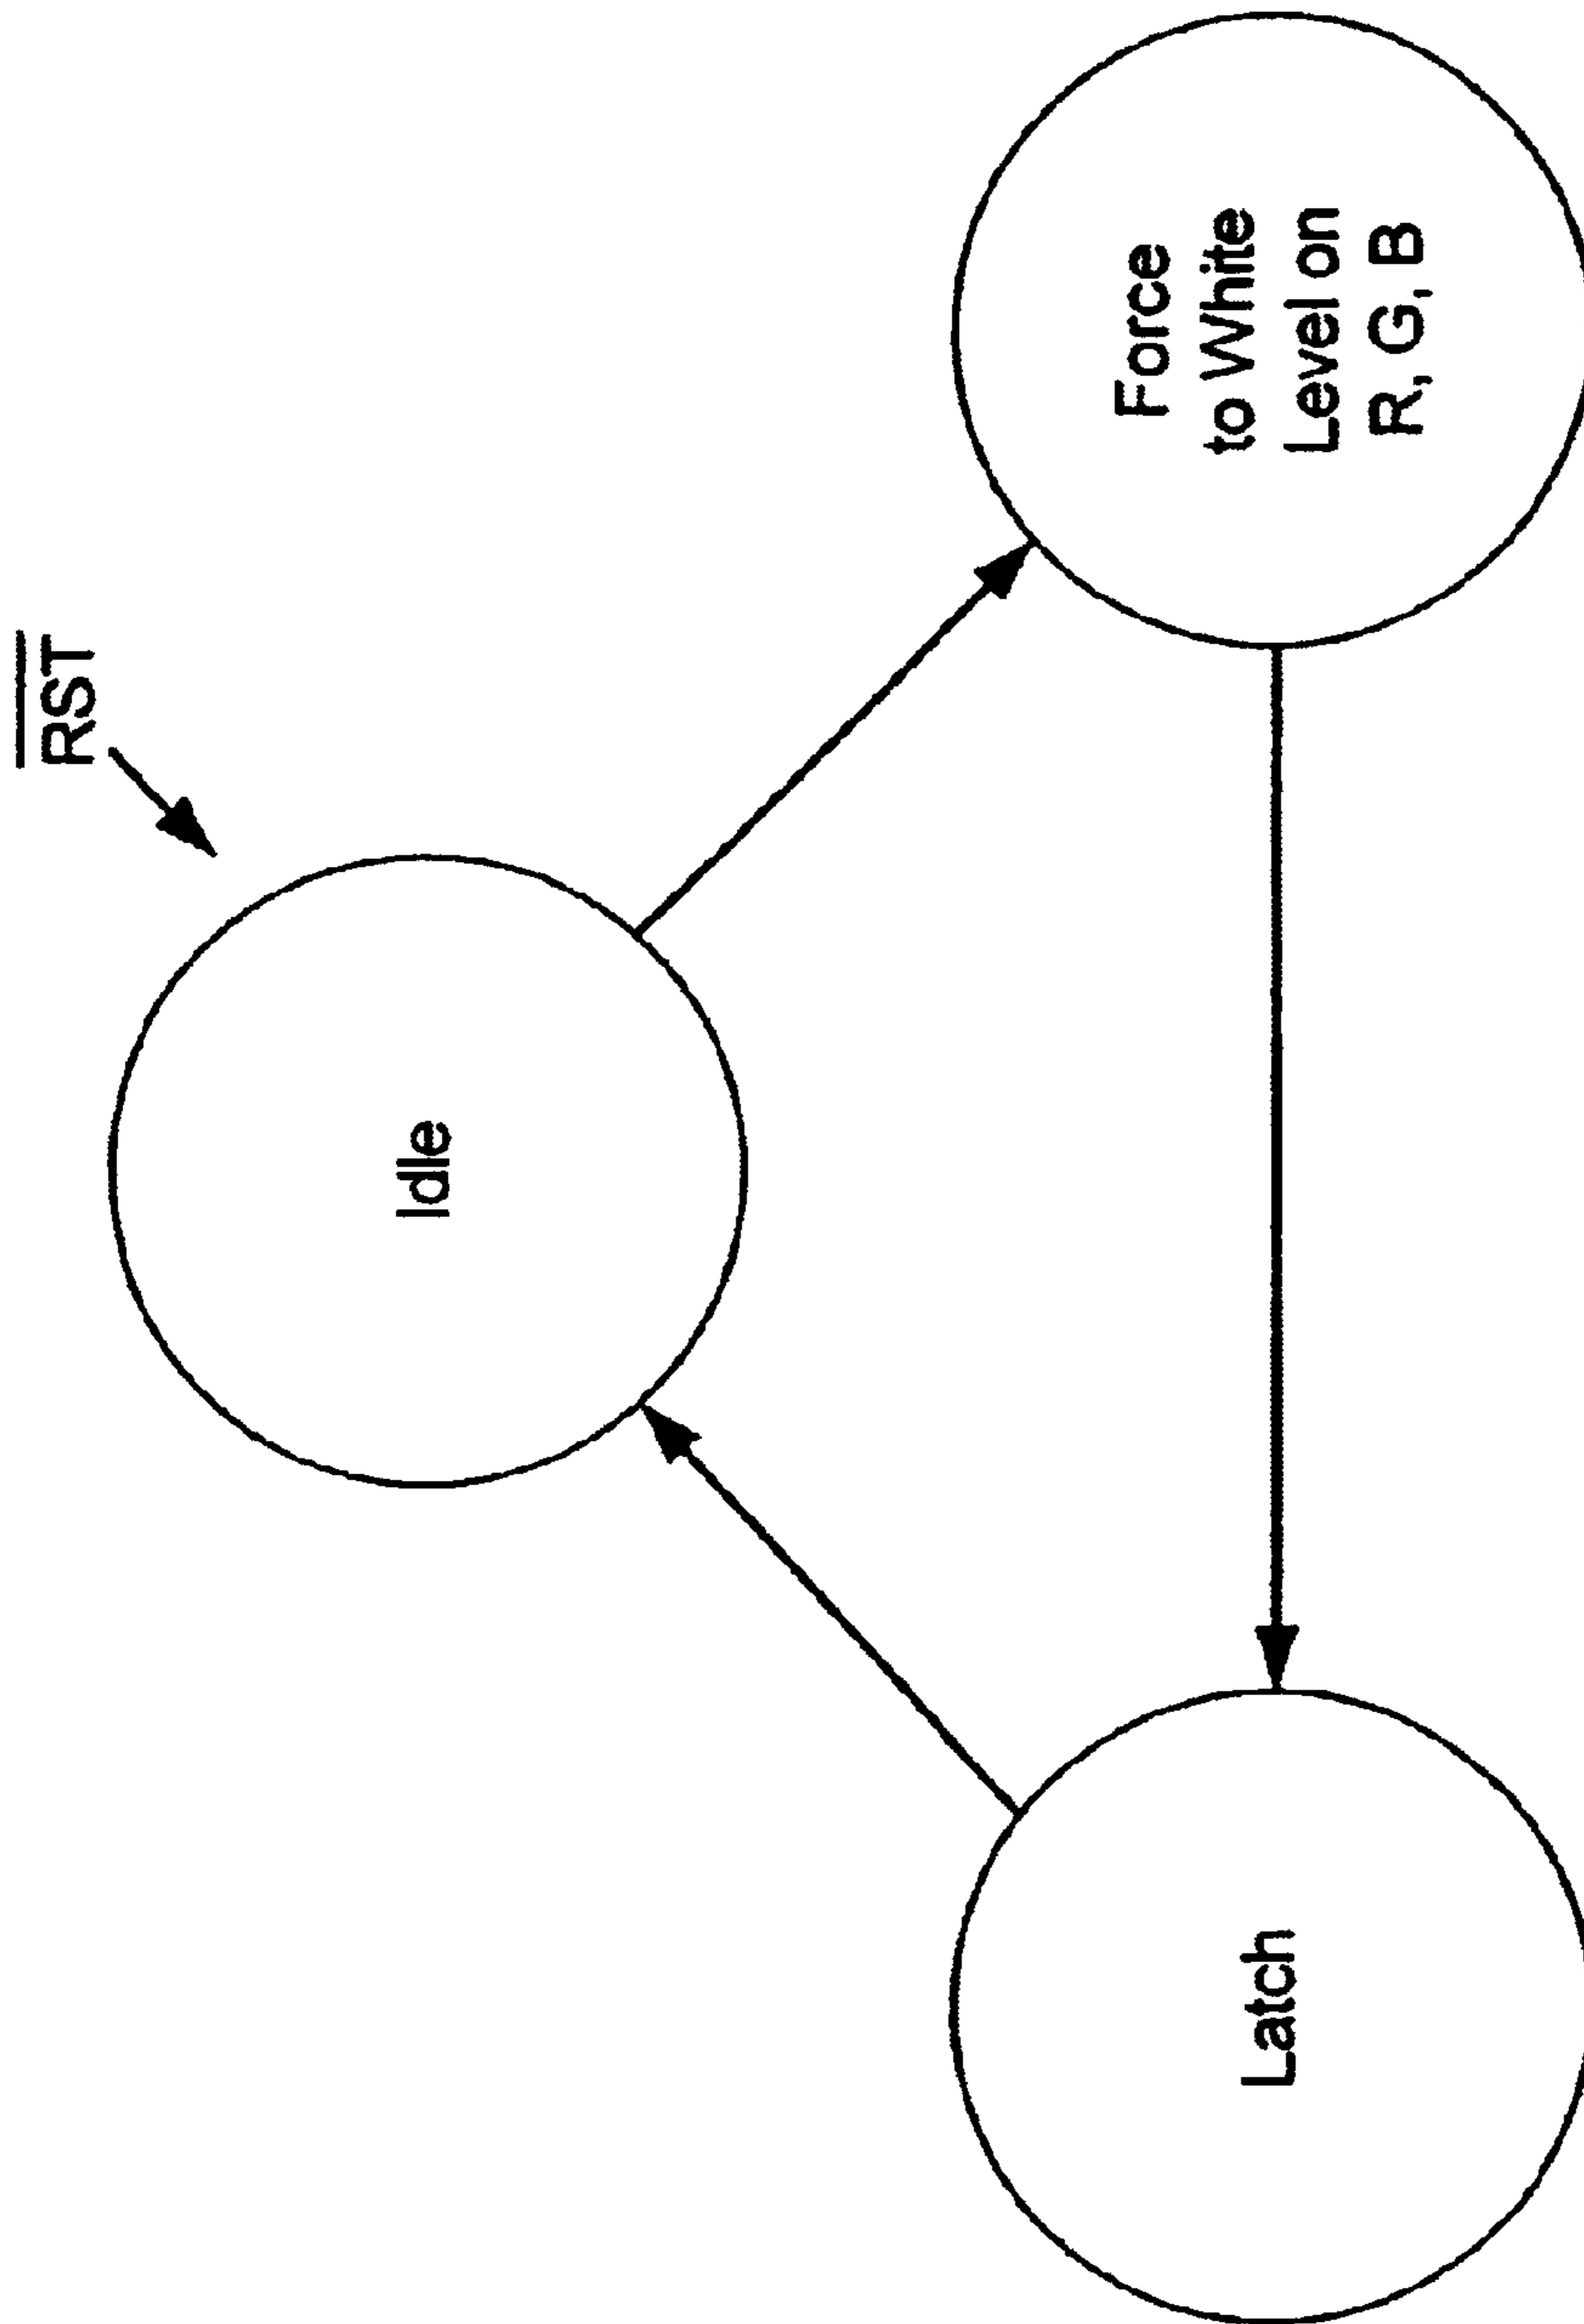 RST
Idle
Force
to White
Level on
R, G, B
Latch